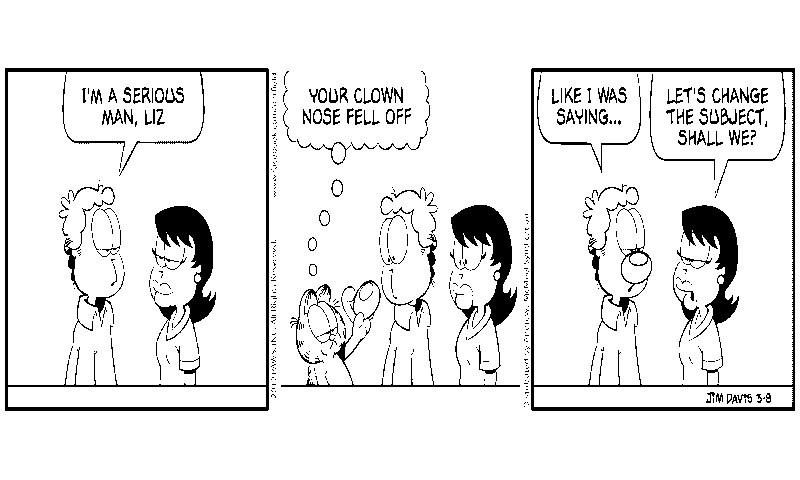 I'M A SERIOUS
MAN, LIZ
YOUR CLOWN
NOSE FELL OFF
LIKE I WAS
SAYING...
LET'S CHANGE
THE SUBJECT,
SHALL WE?
JIM DAVIS 3-8